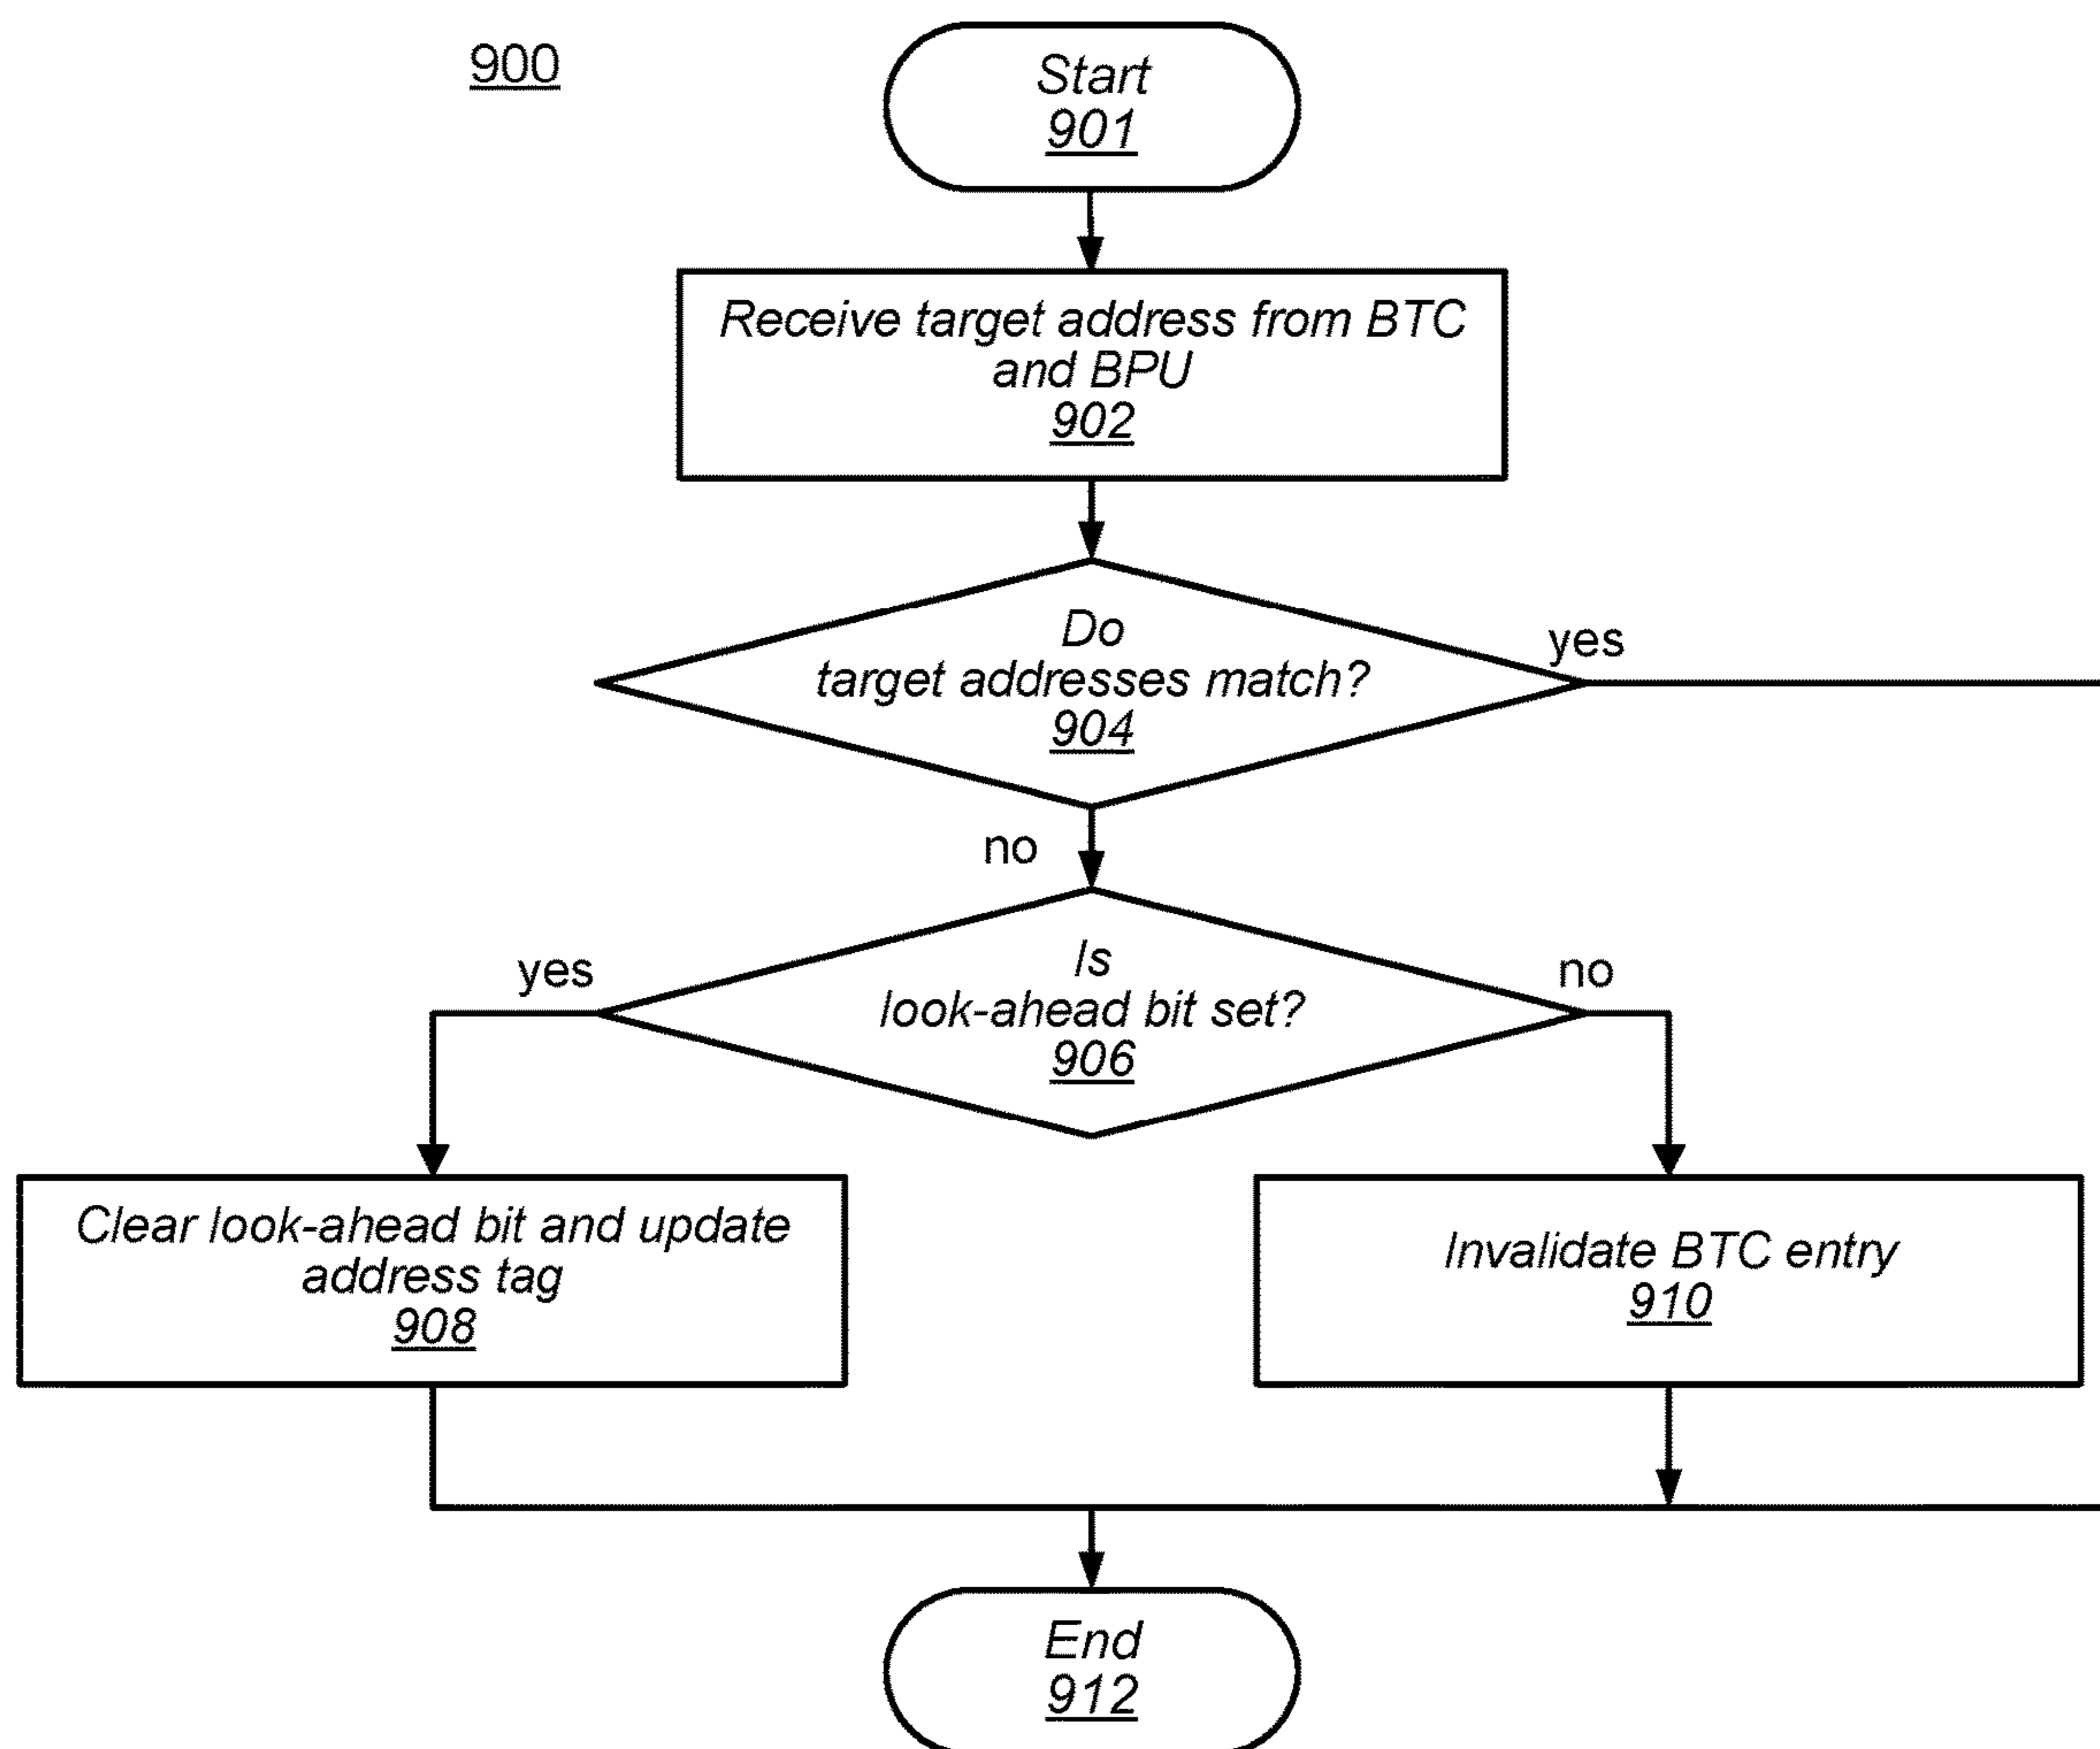 900
Start
901
Receive target address from BTC
and BPU
902
Do
target addresses match?
904
yes
no
Is
look-ahead bit set?
906
yes
no
Clear look-ahead bit and update
address tag
908
Invalidate BTC entry
910
End
912